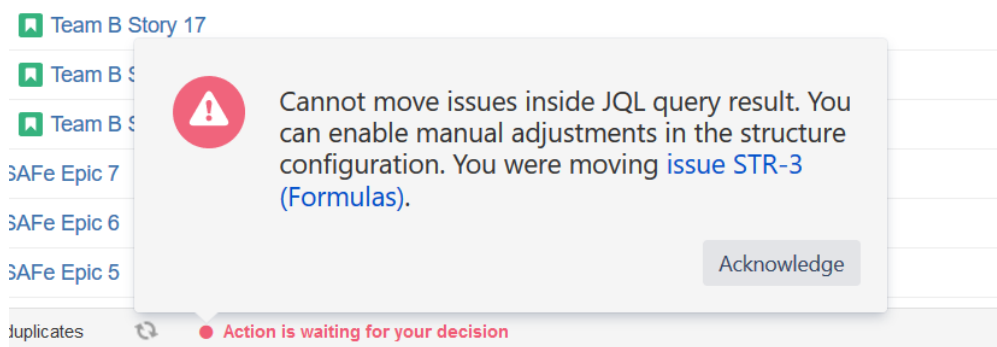 Team B Story 17
Team B
Team B
Cannot move issues inside JQL query result. You
can enable manual adjustments in the structure
configuration. You were moving issue STR-3
(Formulas).
SAFe Epic 7
SAFe Epic 6
SAFe Epic 5
Acknowledge
duplicates
Action is waiting for your decision